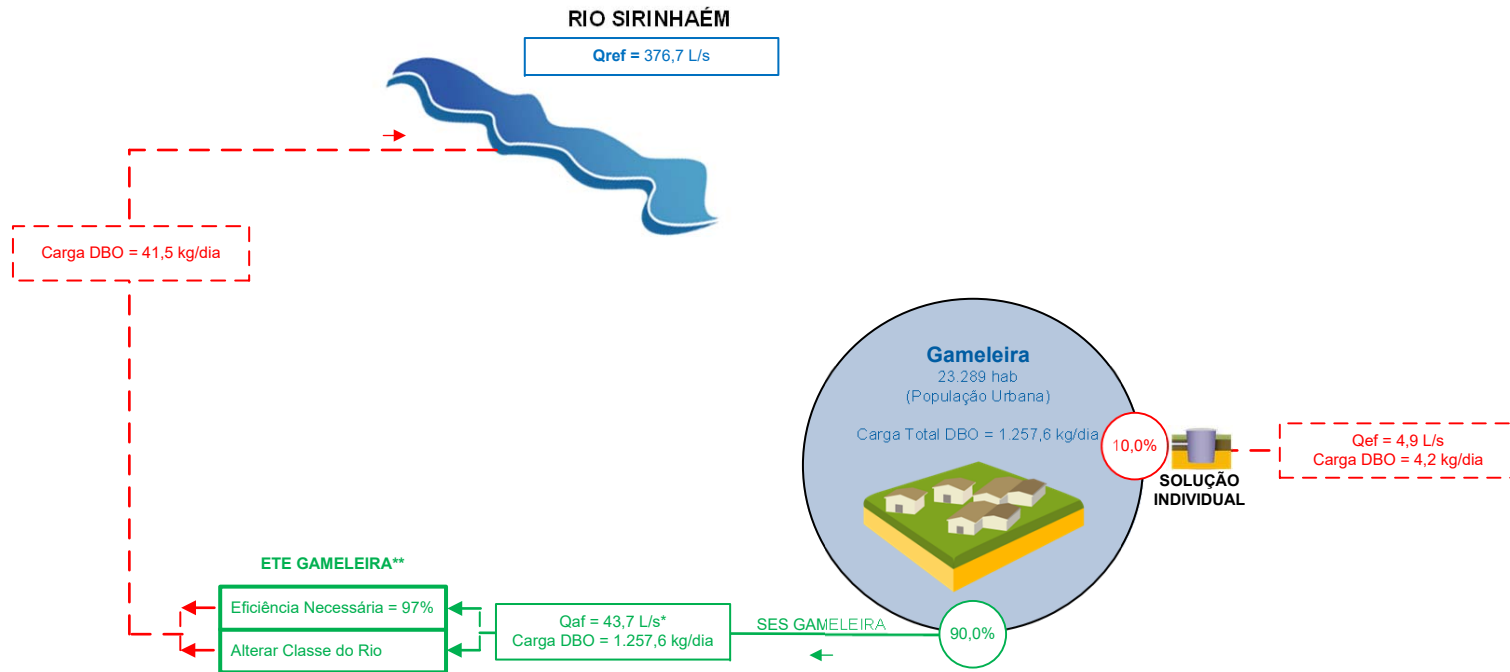 RIO SIRINHAÉM
Qref = 376,7 L/s
Carga DBO = 41,5 kg/dia
Gameleira
23.289 hab
(População Urbana)
Carga Total DBO = 1.257,6 kg/dia
10,0%
SOLUÇÃO
INDIVIDUAL
Qef = 4,9 L/s
Carga DBO = 4,2 kg/dia
ETE GAMELEIRA**
Eficiência Necessária = 97%
Alterar Classe do Rio
Qaf = 43,7 L/s*
Carga DBO = 1.257,6 kg/dia
SES GAMELEIRA
90,0%